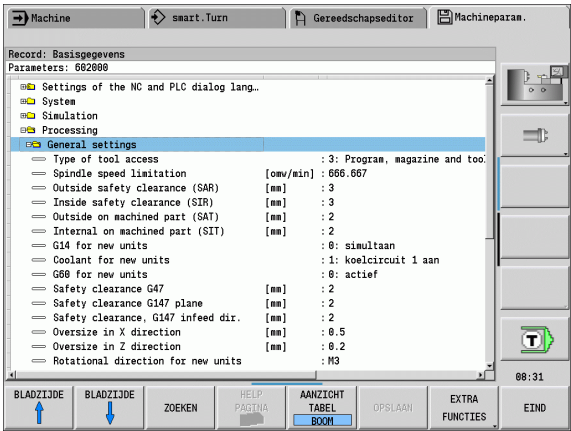 Machine smart.Turn Gereedschapseditor Machineparam.
Record: Basisgegevens
Parameters: 602000
Settings of the NC and PLC dialog lang…
System
Simulation
Processing
General settings
Type of tool access : 3: Program, magazine and tool
Spindle speed limitation [omw/min] : 666.667
Outside safety clearance (SAR) [mm] : 3
Inside safety clearance (SIR) [mm] : 3
Outside on machined part (SAT) [mm] : 2
Internal on machined part (SIT) [mm] : 2
G14 for new units : 0: simultaan
Coolant for new units : 1: koelcircuit 1 aan
G60 for new units : 0: actief
Safety clearance G47 [mm] : 2
Safety clearance G147 plane [mm] : 2
Safety clearance, G147 infeed dir. [mm] : 2
Oversize in X direction [mm] : 0.5
Oversize in Z direction [mm] : 0.2
Rotational direction for new units : M3
T
08:31
BLADZIJDE BLADZIJDE ZOEKEN HELP PAGINA AANZICHT TABEL BOOM OPSLAAN EXTRA FUNCTIES EIND